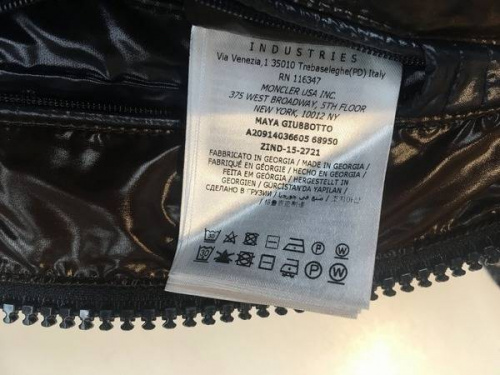 INDUSTRIES
Via Venezia,1 35010 Trebaseleghe(PD) Italy
RN 116347
MONCLER USA INC.
375 WEST BROADWAY, 5TH FLOOR
NEW YORK, 10012 NY
MAYA GIUBBOTTO
A20914036605 68950
ZIND-15-2721
FABBRICATO IN GEORGIA / MADE IN GEORGIA /
FABRIQUÉ EN GÉORGIE / HECHO EN GEORGIA /
FEITA EM GEÓRGIA / HERGESTELLT IN
GEORGIEN / GÜRCISTAN'DA YAPILAN /
СДЕЛАНО В ГРУЗИИ /